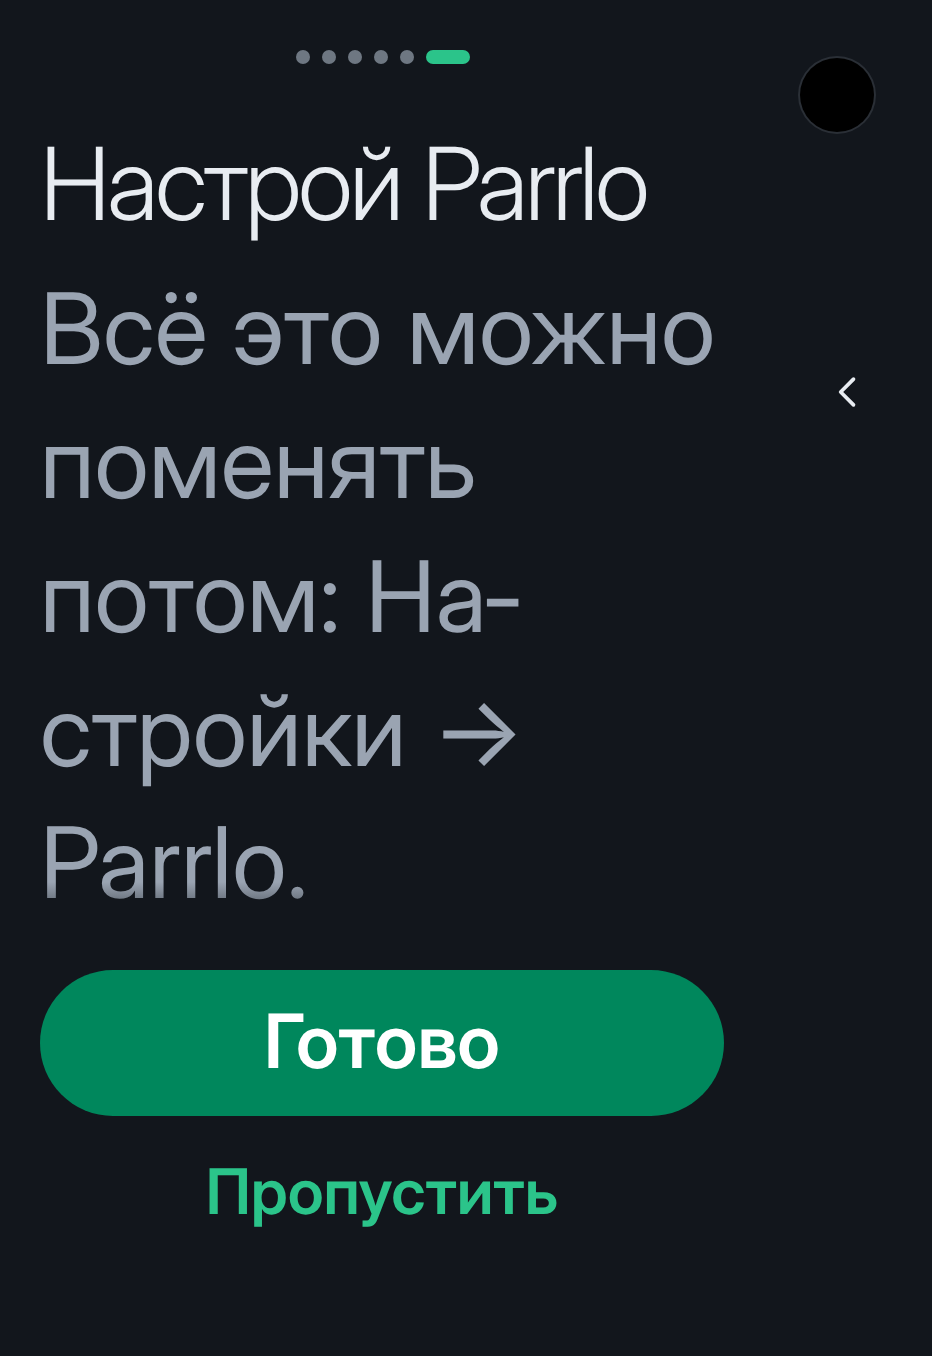 Настрой Parrlo
Всё это можно
поменять
потом: На-
стройки →
Parrlo.
Готово
Пропустить